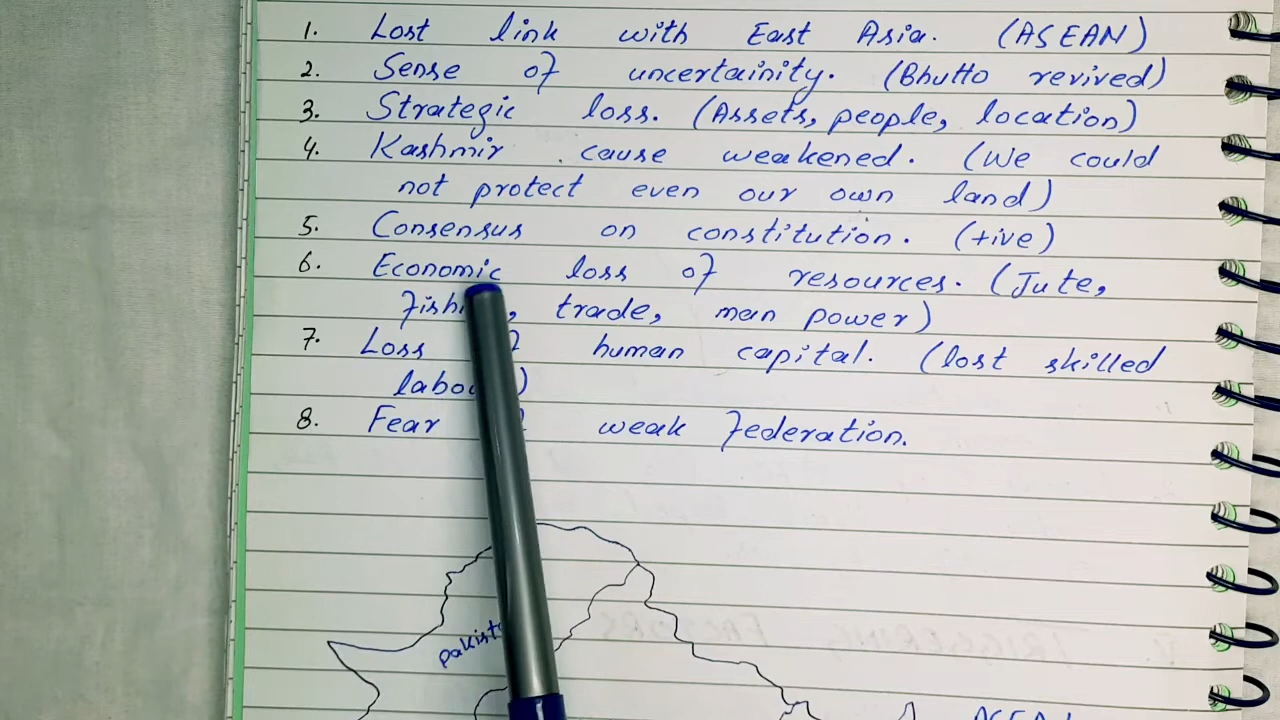 1. Lost link with East Asia. (ASEAN)
2. Sense of uncertainity. (Bhutto revived)
3. Strategic loss. (Assets, people, location)
4. Kashmir cause weakened. (We could
not protect even our own land)
5. Consensus on constitution. (+ive)
6. Economic loss of resources. (Jute,
trade, man power)
7. Loss human capital. (lost skilled
8. Fear weak Federation.